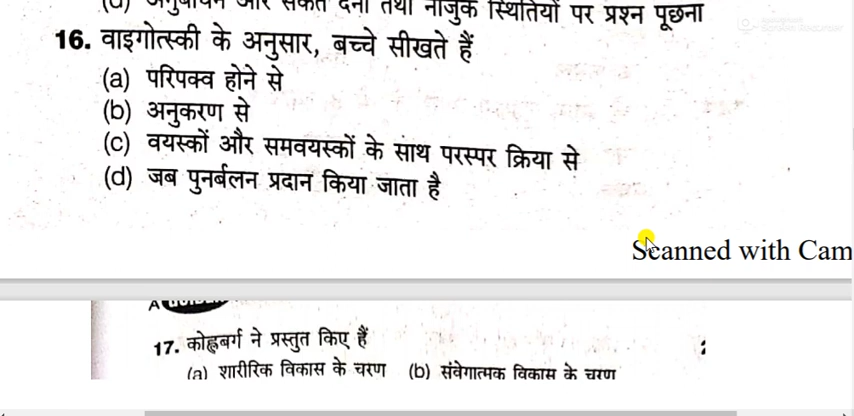 (d) अनुबोधन और संकेत देना तथा नाजुक स्थितियों पर प्रश्न पूछना
16. वाइगोत्स्की के अनुसार, बच्चे सीखते हैं
(a) परिपक्व होने से
(b) अनुकरण से
(c) वयस्कों और समवयस्कों के साथ परस्पर क्रिया से
(d) जब पुनर्बलन प्रदान किया जाता है
Scanned with Cam
17. कोह्लबर्ग ने प्रस्तुत किए हैं
(a) शारीरिक विकास के चरण (b) संवेगात्मक विकास के चरण